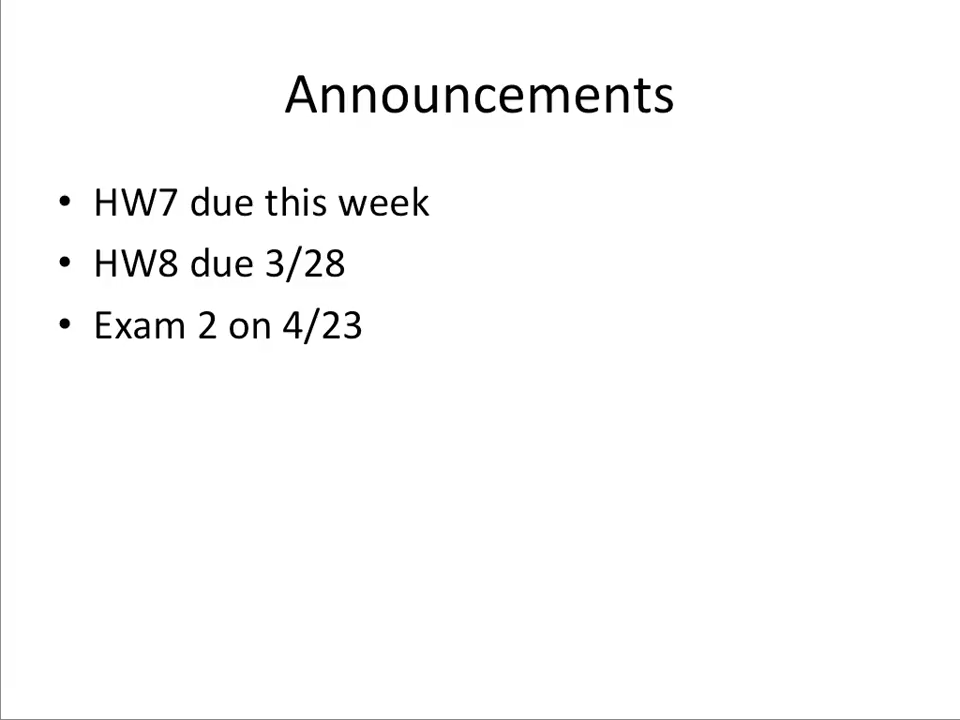 Announcements
• HW7 due this week
• HW8 due 3/28
• Exam 2 on 4/23